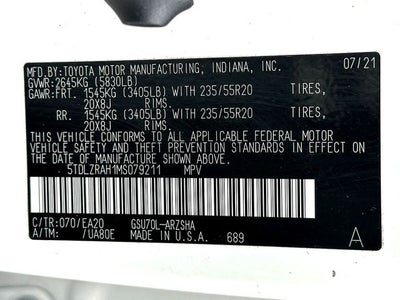 MFD. BY:TOYOTA MOTOR MANUFACTURING, INDIANA, INC. 07/21
GVWR:2645KG (5830LB)
GAWR:FRT. 1545KG (3405LB) WITH 235/55R20 TIRES,
20X8J RIMS.
RR. 1545KG (3405LB) WITH 235/55R20 TIRES,
20X8J RIMS.
THIS VEHICLE CONFORMS TO ALL APPLICABLE FEDERAL MOTOR
VEHICLE SAFETY AND THEFT PREVENTION STANDARDS IN EFFECT
ON THE DATE OF MANUFACTURE SHOWN ABOVE.
5TDLZRAH1MS079211 MPV
C/TR:070/EA20 GSU70L-ARZSHA
A/TM: /UA80E MADE IN U.S.A. 689 A